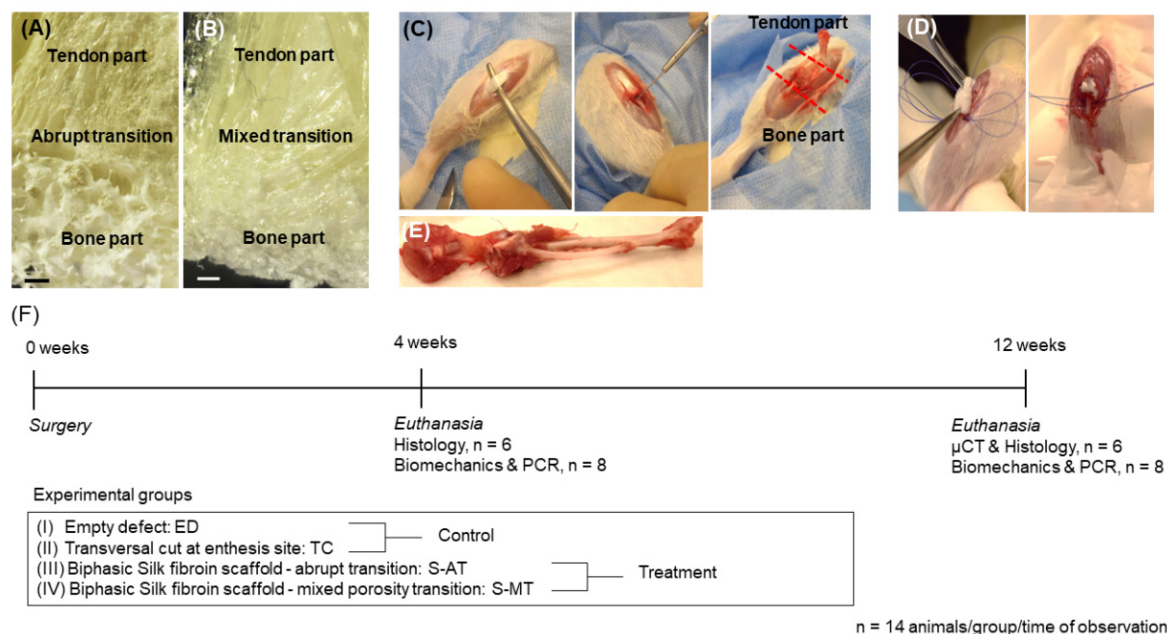 (A)
Tendon part
Abrupt transition
Bone part
(B)
Tendon part
Mixed transition
Bone part
(C)
Tendon part
Bone part
(D)
(E)
(F)
0 weeks
4 weeks
12 weeks
Surgery
Euthanasia
Histology, n = 6
Biomechanics & PCR, n = 8
Euthanasia
µCT & Histology, n = 6
Biomechanics & PCR, n = 8
Experimental groups
(I) Empty defect: ED
(II) Transversal cut at enthesis site: TC
Control
(III) Biphasic Silk fibroin scaffold - abrupt transition: S-AT
(IV) Biphasic Silk fibroin scaffold - mixed porosity transition: S-MT
Treatment
n = 14 animals/group/time of observation